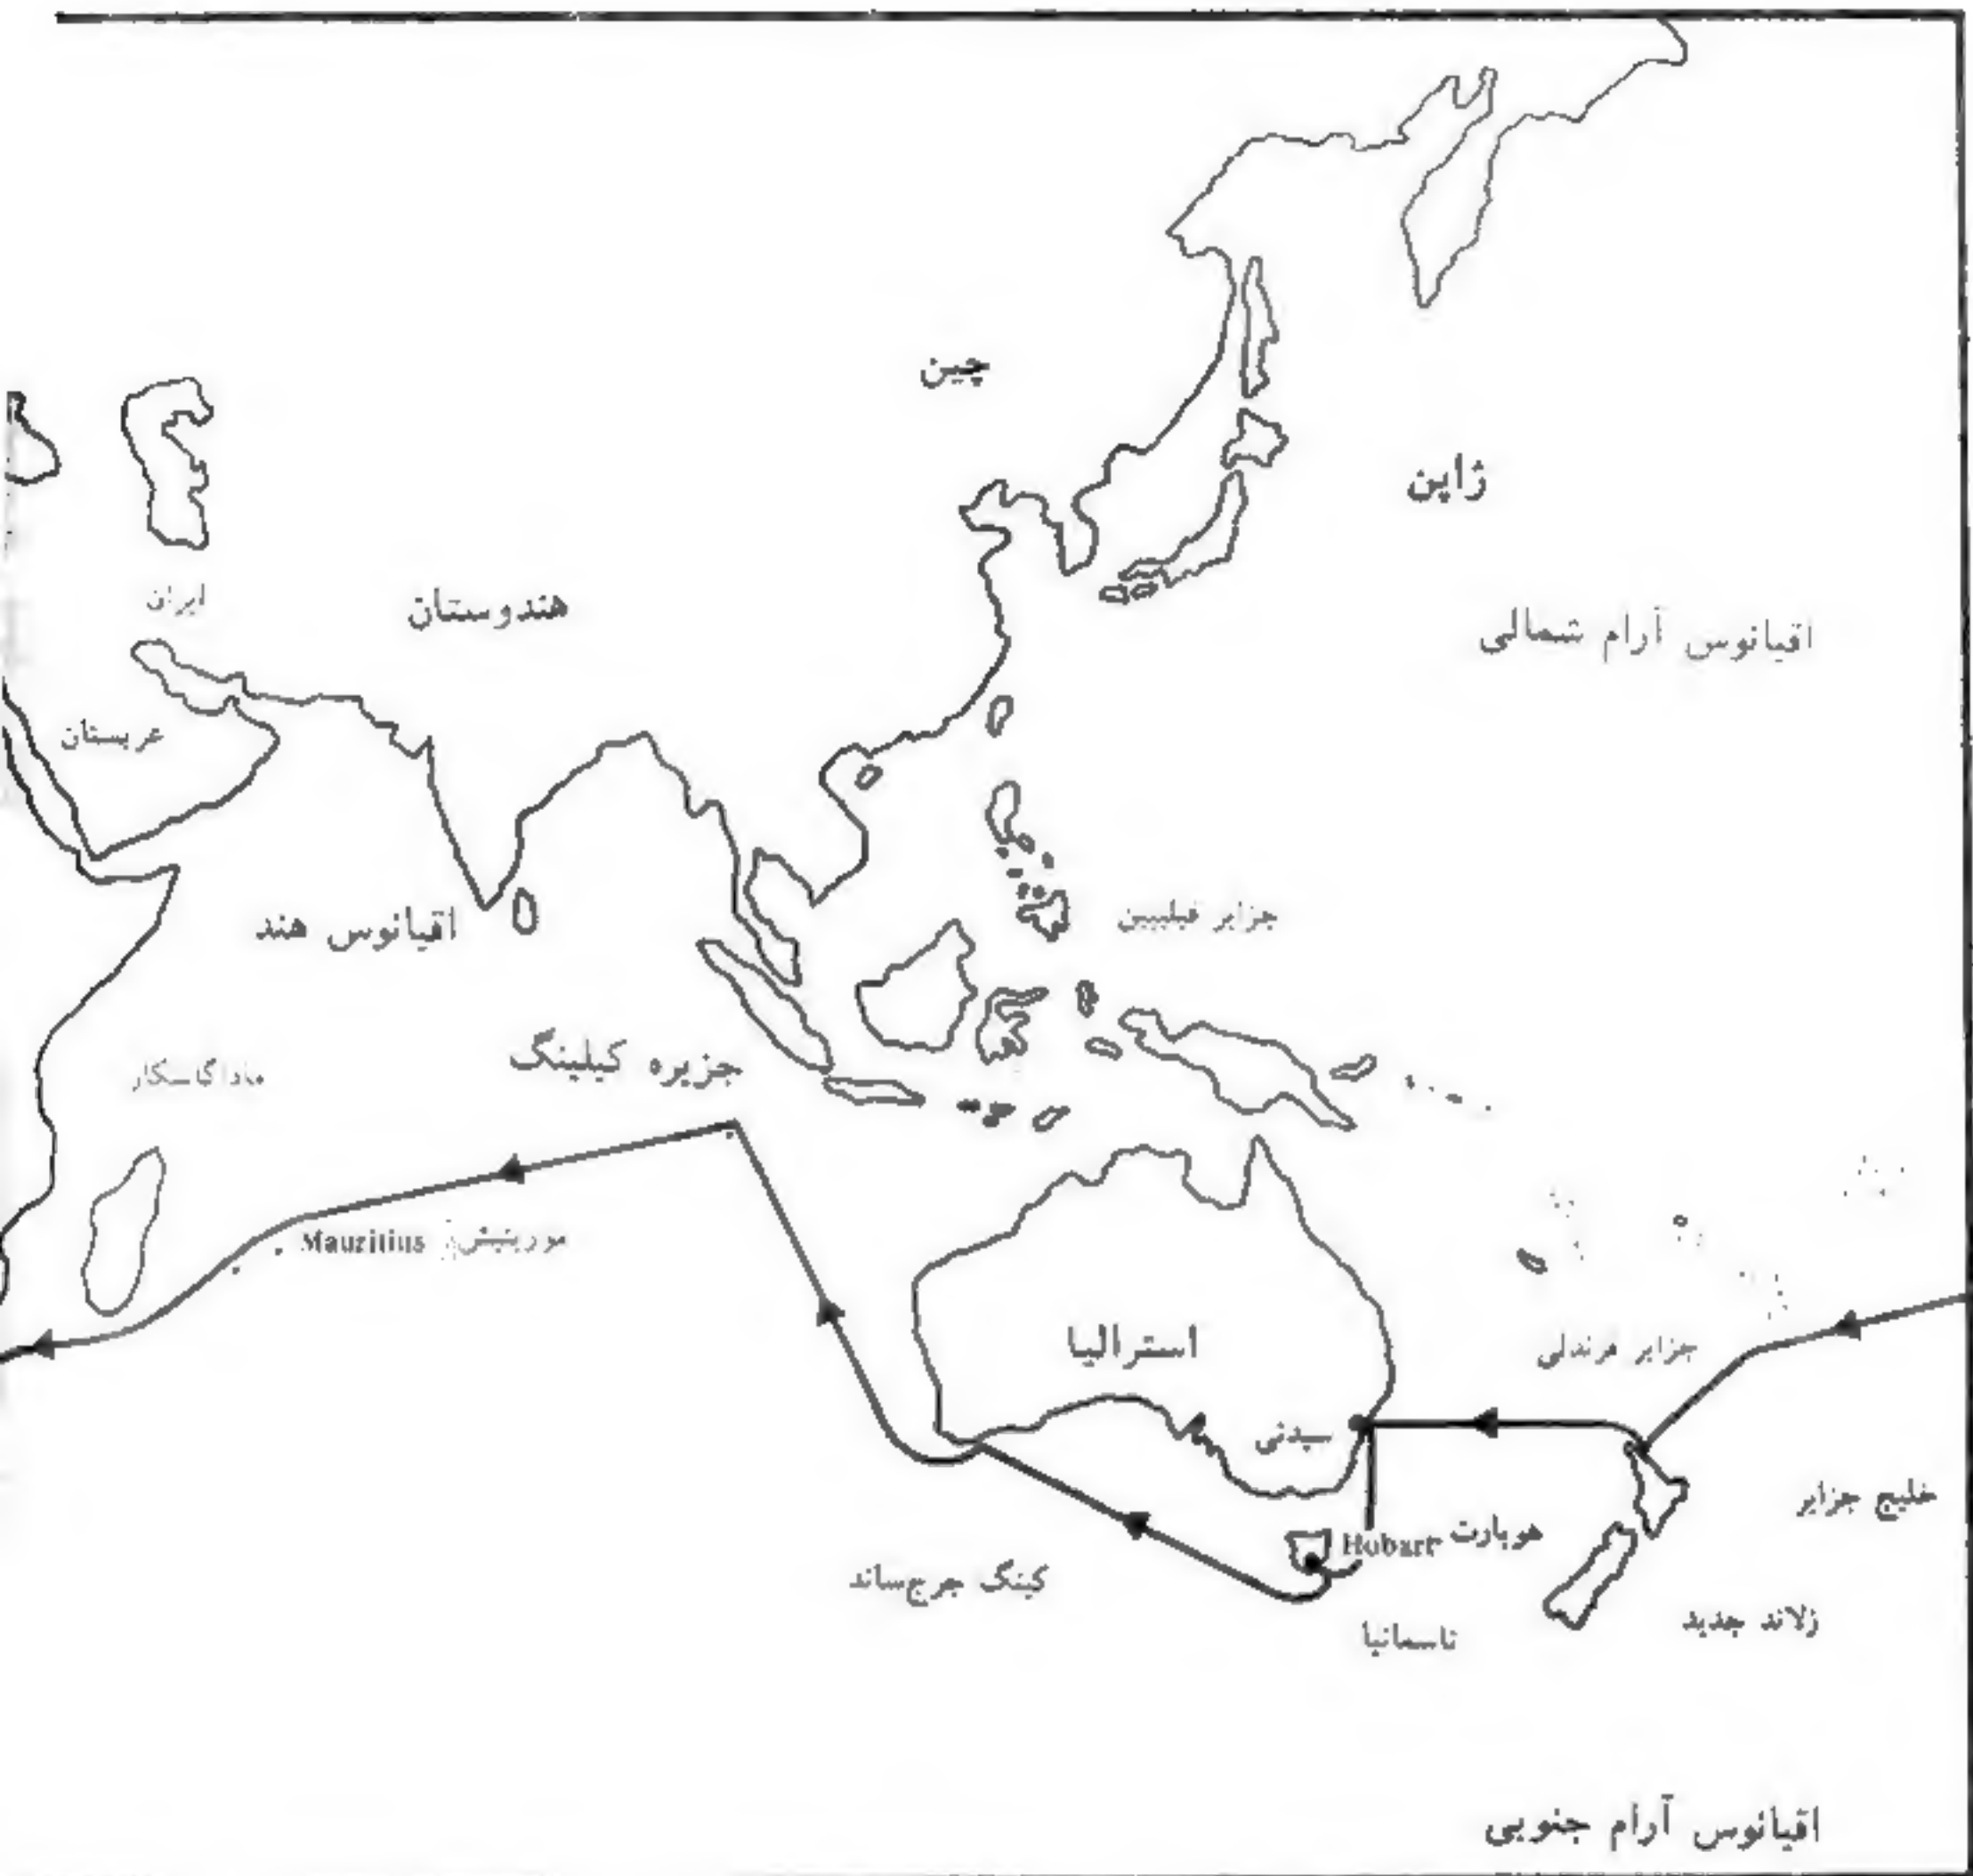 چین
ژاپن
ایران
هندوستان
اقیانوس آرام شمالی
عربستان
جزایر فیلیپین
اقیانوس هند
جزیره کیلینگ
ماداگاسکار
موریتیش Mauritius
استرالیا
جزایر فرندلی
سیدنی
خلیج جزایر
هوبارت Hobart
کینگ جرج‌ساند
زلاند جدید
تاسمانیا
اقیانوس آرام جنوبی